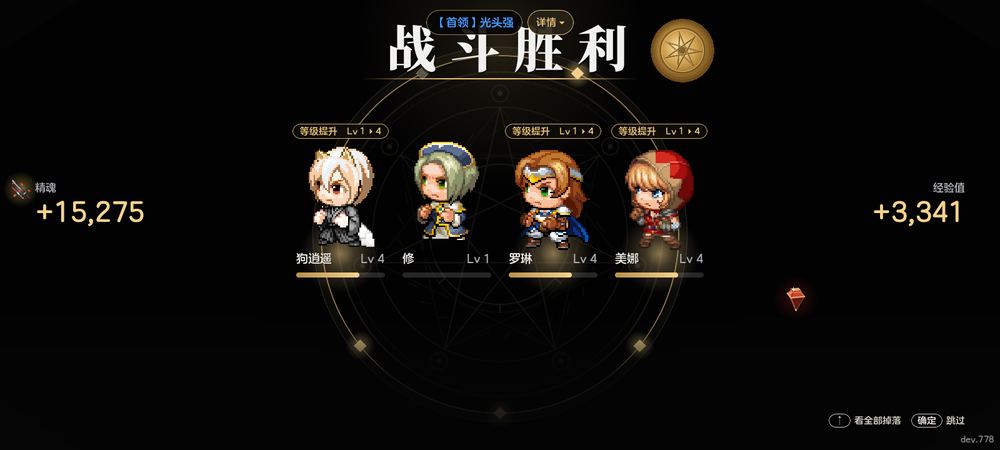 【首领】光头强 详情
战斗胜利
等级提升 Lv 1 ▸ 4
等级提升 Lv 1 ▸ 4
等级提升 Lv 1 ▸ 4
精魂
+15,275
经验值
+3,341
狗逍遥 Lv 4
修 Lv 1
罗琳 Lv 4
美娜 Lv 4
↑ 看全部掉落 确定 跳过
dev.778